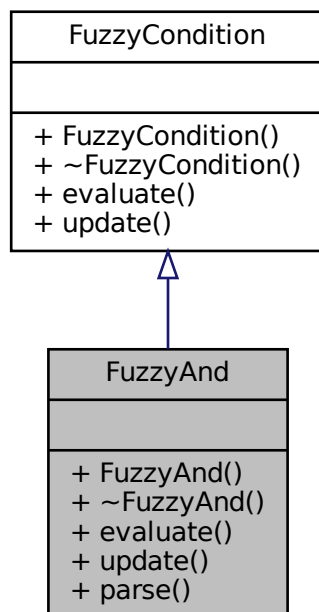 FuzzyCondition
+ FuzzyCondition()
+ ~FuzzyCondition()
+ evaluate()
+ update()
FuzzyAnd
+ FuzzyAnd()
+ ~FuzzyAnd()
+ evaluate()
+ update()
+ parse()